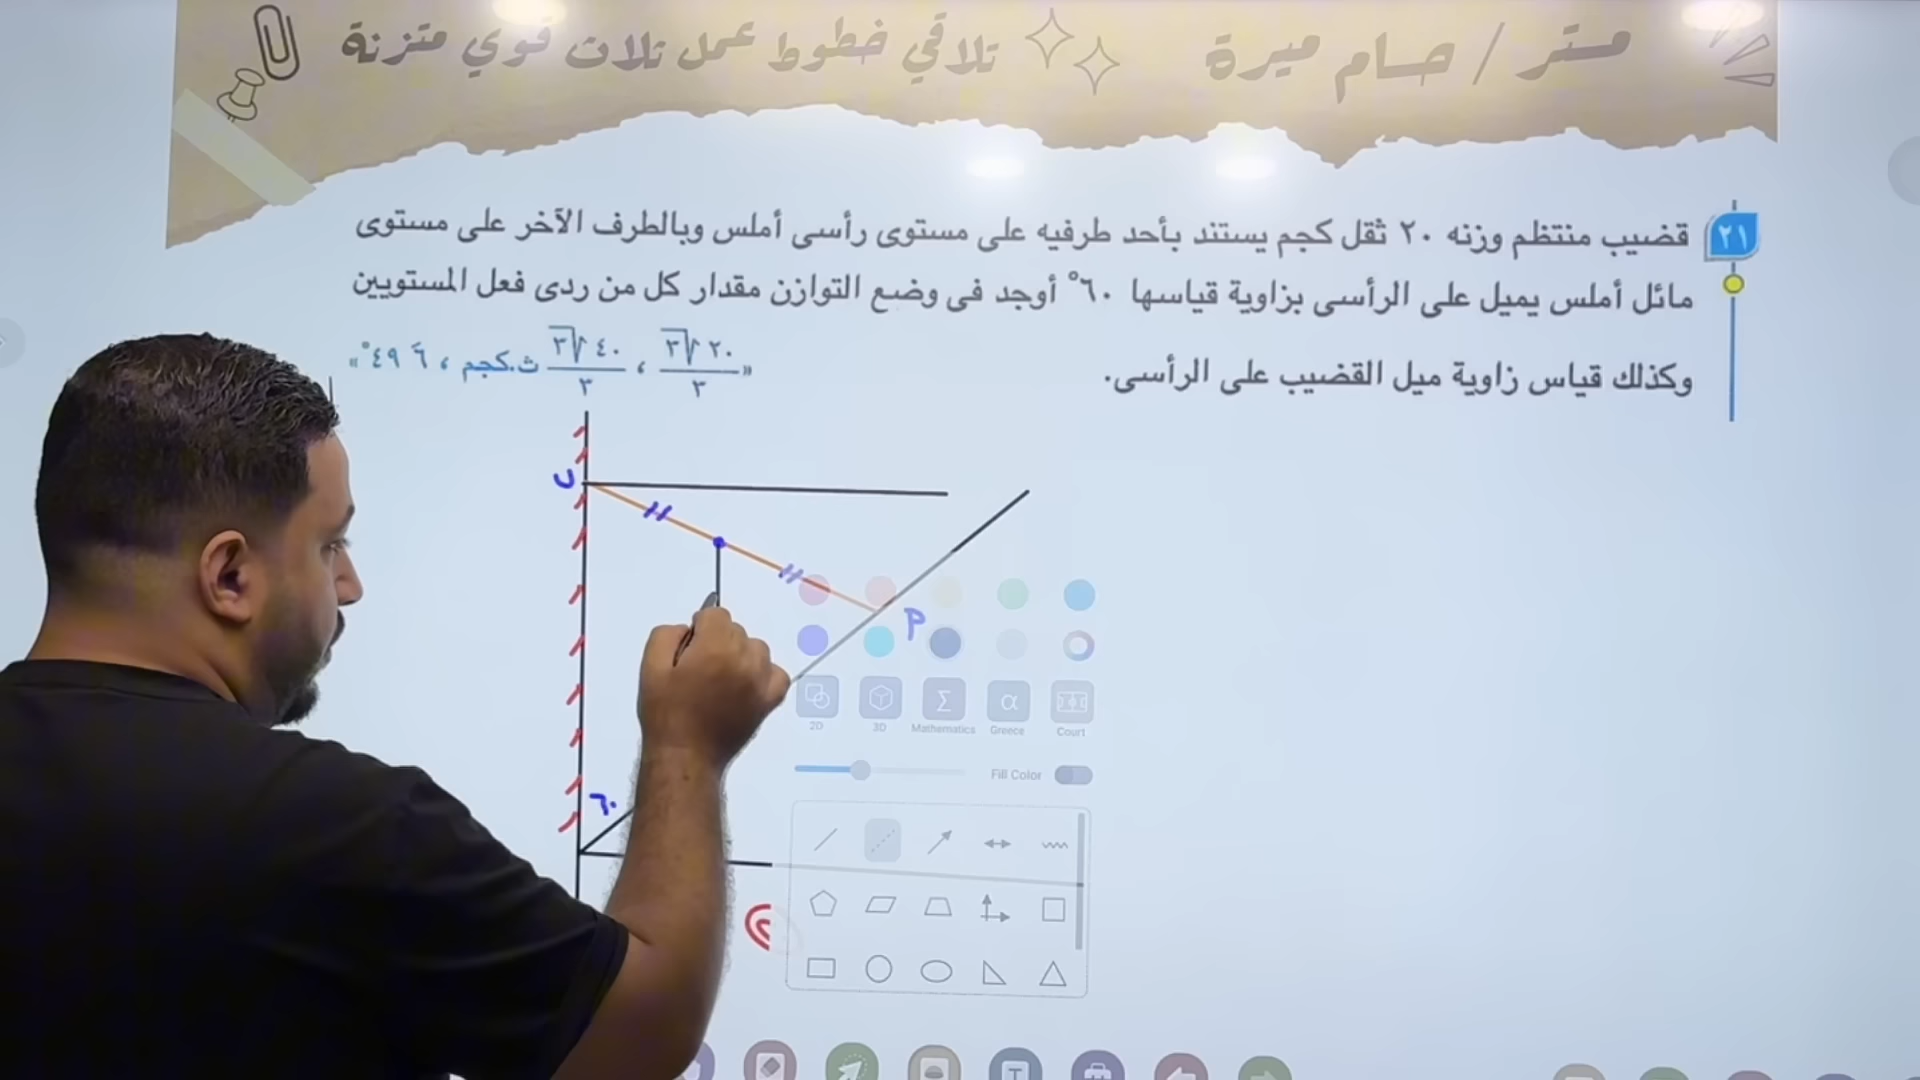 مستر / حسام ميرة
تلاقي خطوط عمل تلات قوي متزنة
٢١
قضيب منتظم وزنه ٢٠ ثقل كجم يستند بأحد طرفيه على مستوى رأسى أملس وبالطرف الآخر على مستوى
مائل أملس يميل على الرأسى بزاوية قياسها ٦٠° أوجد فى وضع التوازن مقدار كل من ردى فعل المستويين
وكذلك قياس زاوية ميل القضيب على الرأسى.
«٢٠√٣/٣ ، ٤٠√٣/٣ ث.كجم ، ٦ َ ٤٩°»
ب
٦٠
2D 3D Mathematics Greece Court
Fill Color